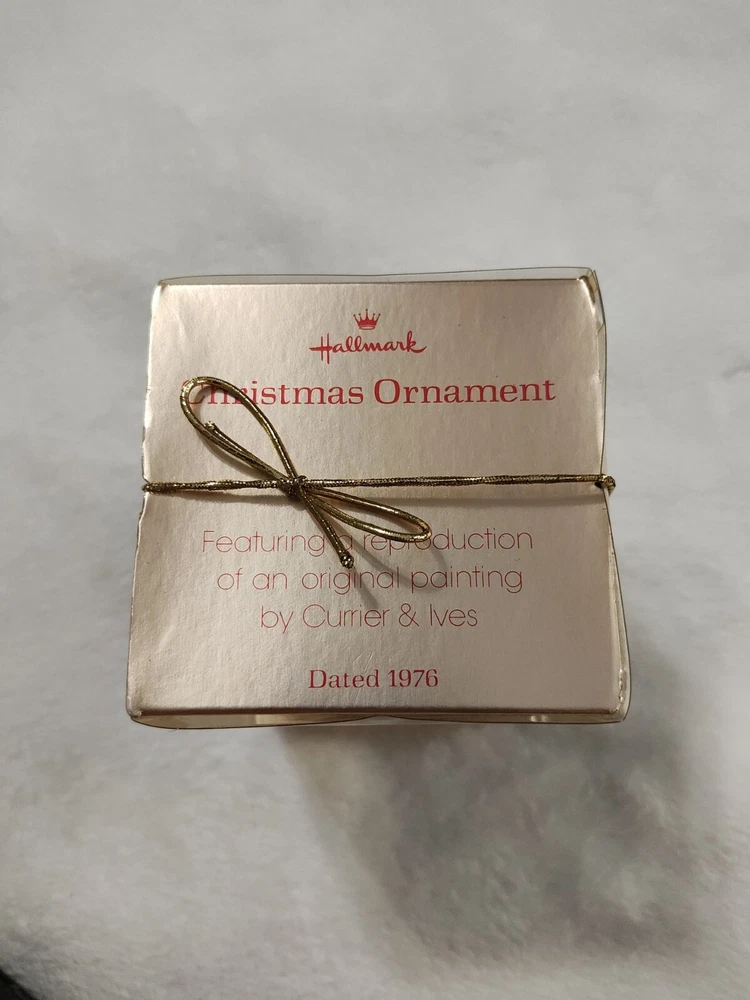 Hallmark
Christmas Ornament
Featuring a reproduction
of an original painting
by Currier & Ives
Dated 1976